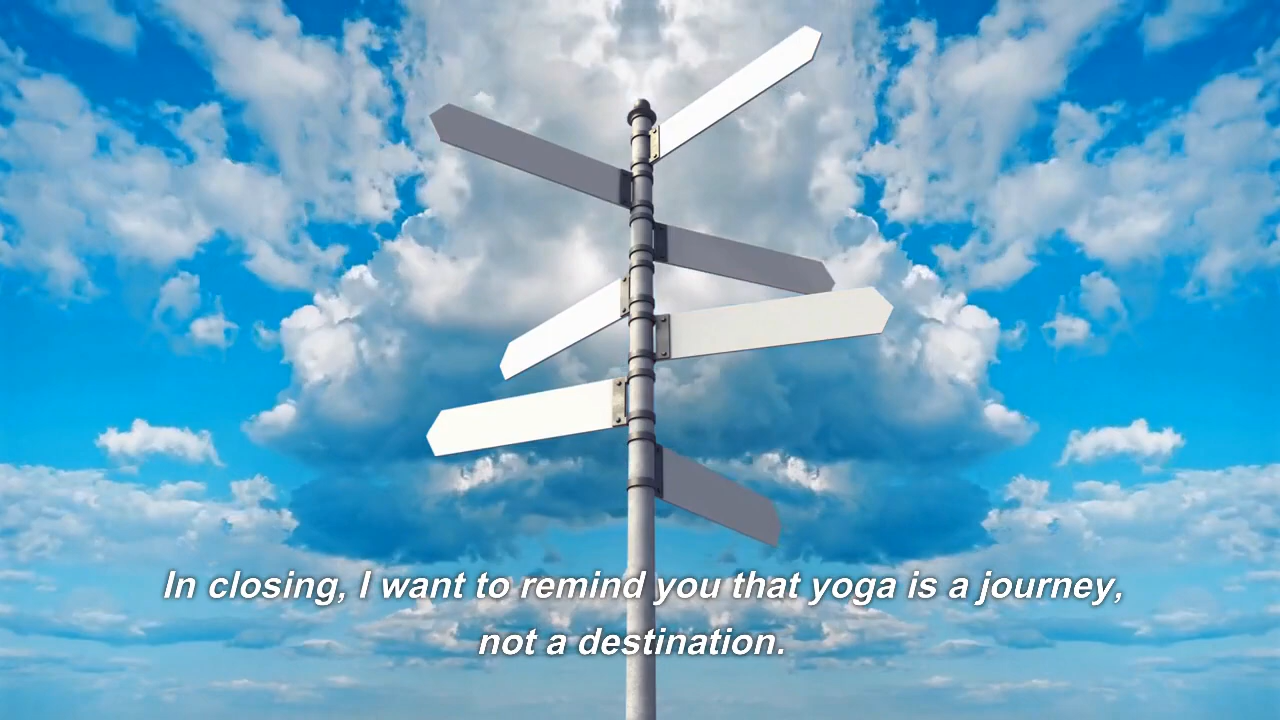 In closing, I want to remind you that yoga is a journey,
not a destination.